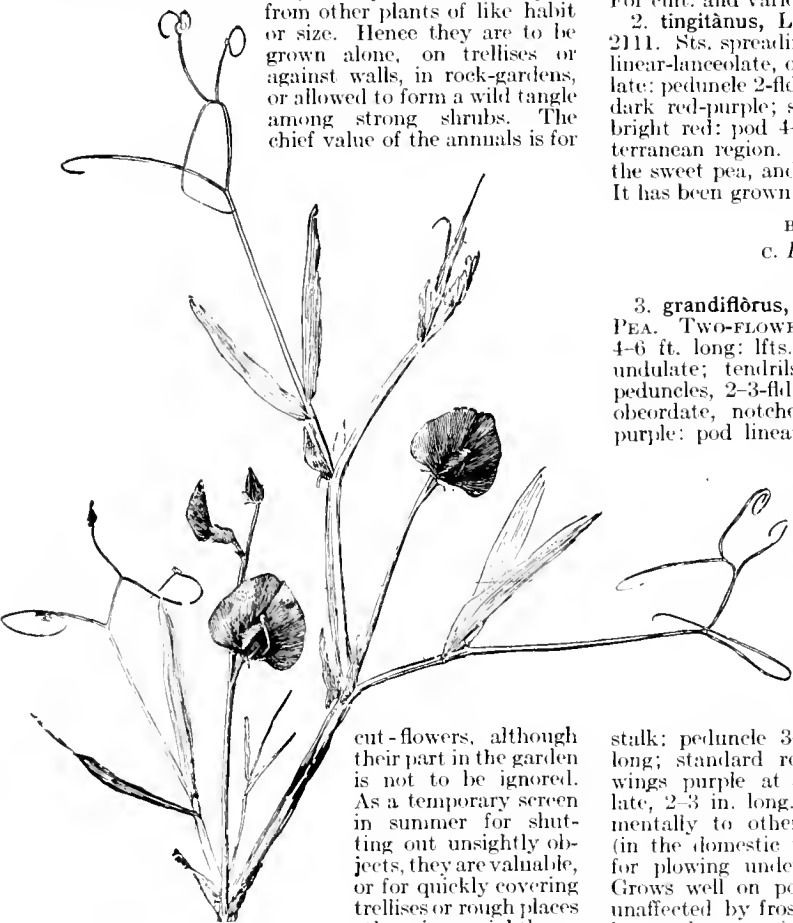 from other plants of like habit
or size. Hence they are to be
grown alone, on trellises or
against walls, in rock-gardens,
or allowed to form a wild tangle
among strong shrubs. The
chief value of the annuals is for
cut-flowers, although
their part in the garden
is not to be ignored.
As a temporary screen
in summer for shut-
ting out unsightly ob-
jects, they are valuable,
or for quickly covering
trellises or rough places
2. tingitànus, L
2111. Sts. spreadi
linear-lanceolate, o
late: peduncle 2-fld
dark red-purple; s
bright red: pod 4-
terranean region.
the sweet pea, and
It has been grown
c.
3. grandiflòrus,
PEA. TWO-FLOWE
4–6 ft. long: lfts.
undulate; tendrils
peduncles, 2–3-fld
obcordate, notche
purple: pod linea
stalk: peduncle 3-
long; standard re
wings purple at
late, 2–3 in. long.
mentally to othe
(in the domestic
for plowing unde
Grows well on po
unaffected by fros